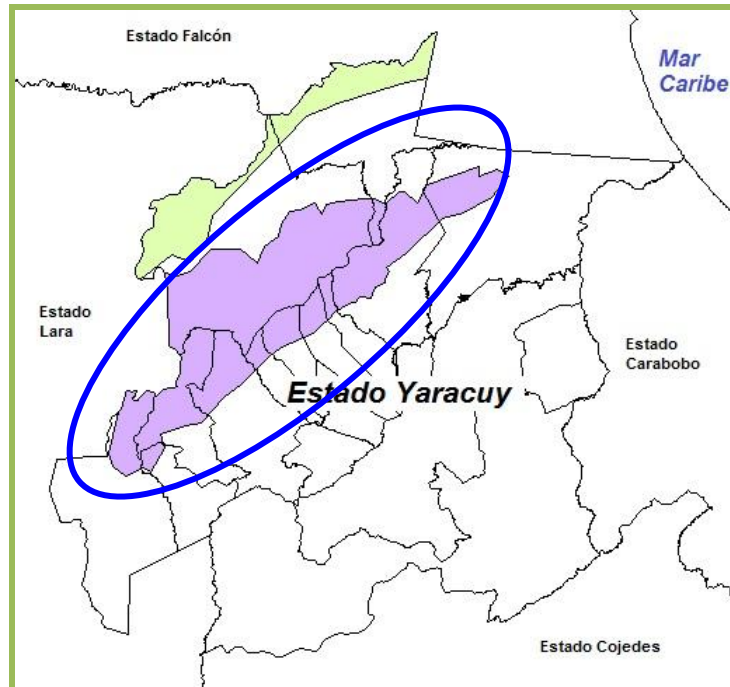 Estado Falcón
Mar
Caribe
Estado
Lara
Estado
Carabobo
Estado Yaracuy
Estado Cojedes